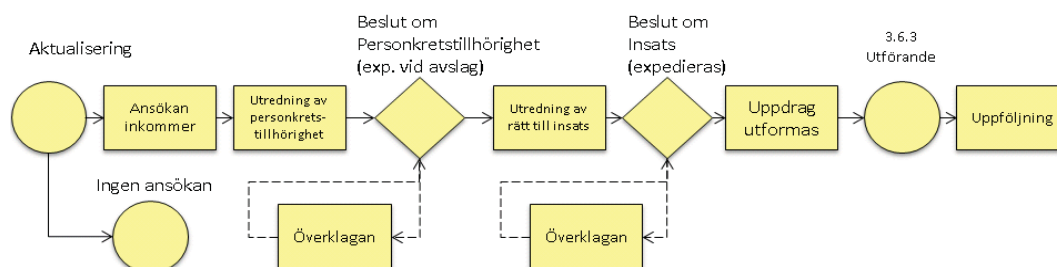 Aktualisering
Beslut om
Personkretstillhörighet
(exp. vid avslag)
Beslut om
Insats
(expedieras)
3.6.3
Utförande
Ansökan
inkommer
Utredning av
personkrets-
tillhörighet
Utredning av
rätt till insats
Uppdrag
utformas
Uppföljning
Ingen ansökan
Överklagan
Överklagan